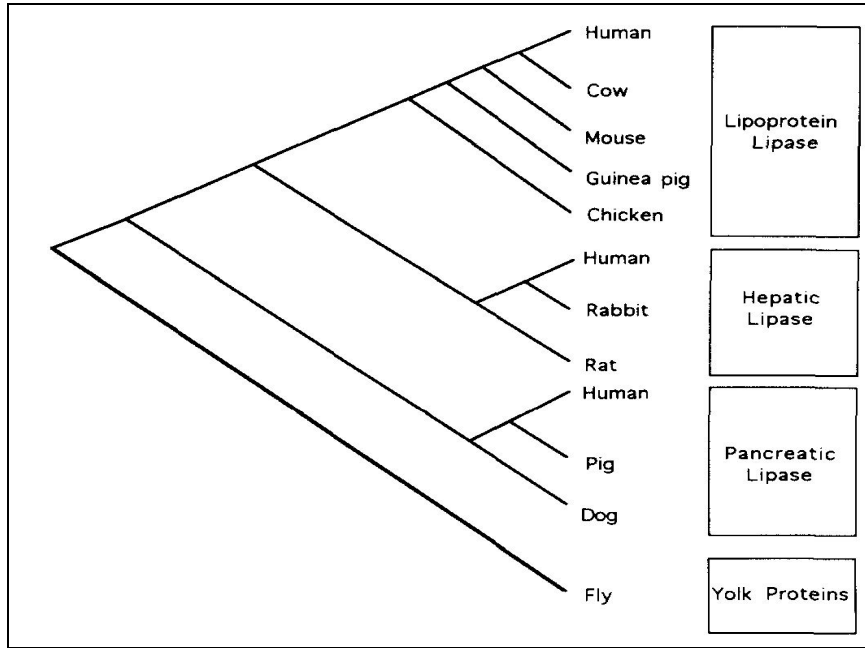 Human
Cow
Mouse
Guinea pig
Chicken
Lipoprotein
Lipase
Human
Rabbit
Rat
Hepatic
Lipase
Human
Pig
Dog
Pancreatic
Lipase
Fly
Yolk Proteins